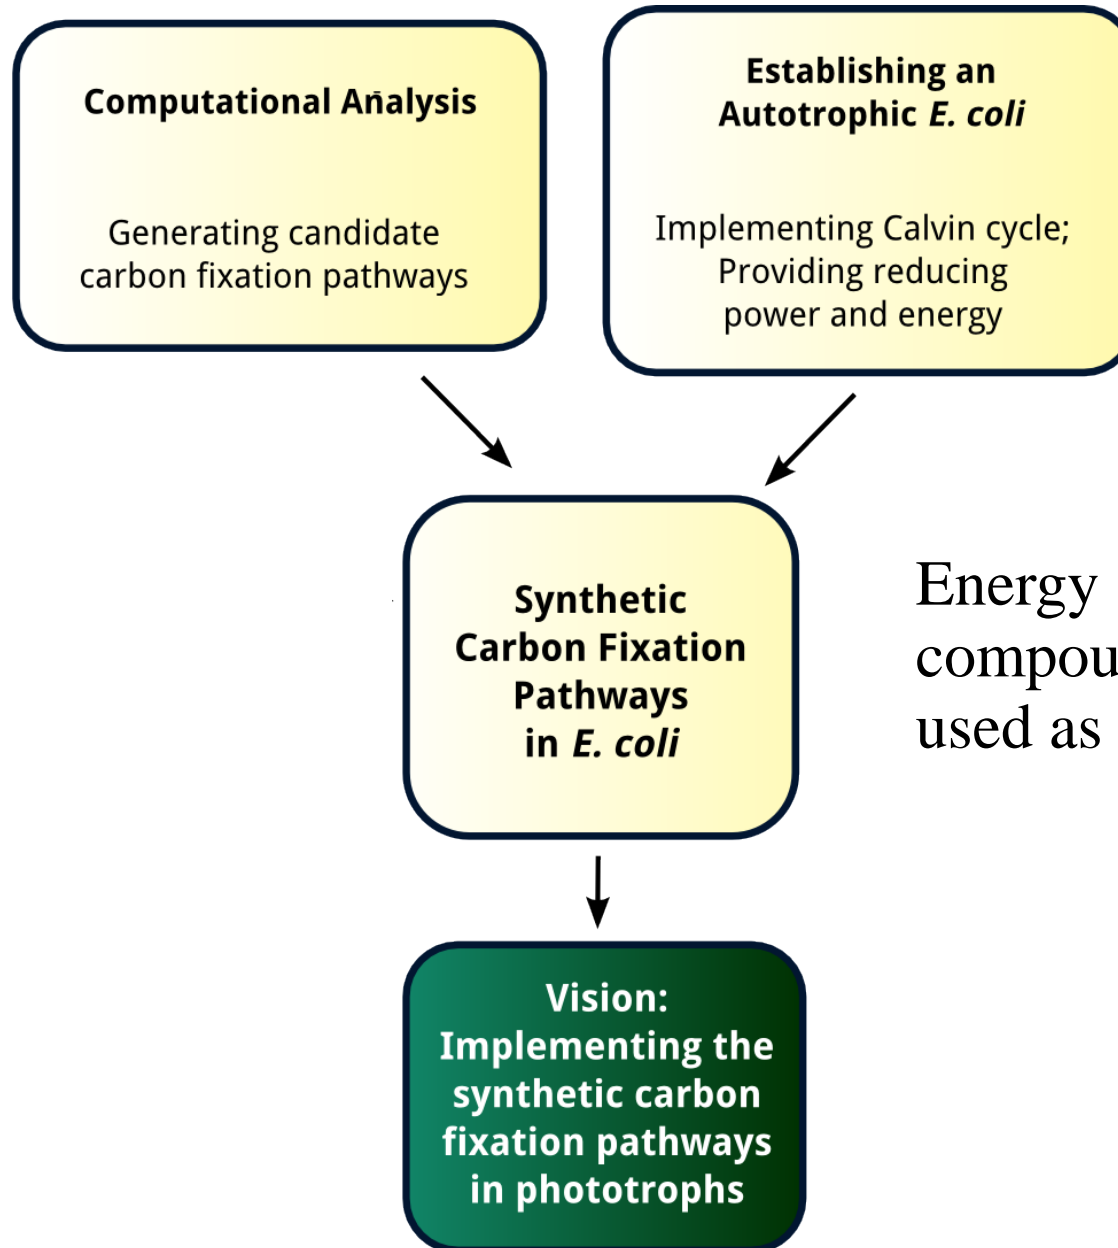 Computational Analysis
Generating candidate
carbon fixation pathways
Establishing an
Autotrophic E. coli
Implementing Calvin cycle;
Providing reducing
power and energy
Synthetic
Carbon Fixation
Pathways
in E. coli
Energy
compou
used as
Vision:
Implementing the
synthetic carbon
fixation pathways
in phototrophs